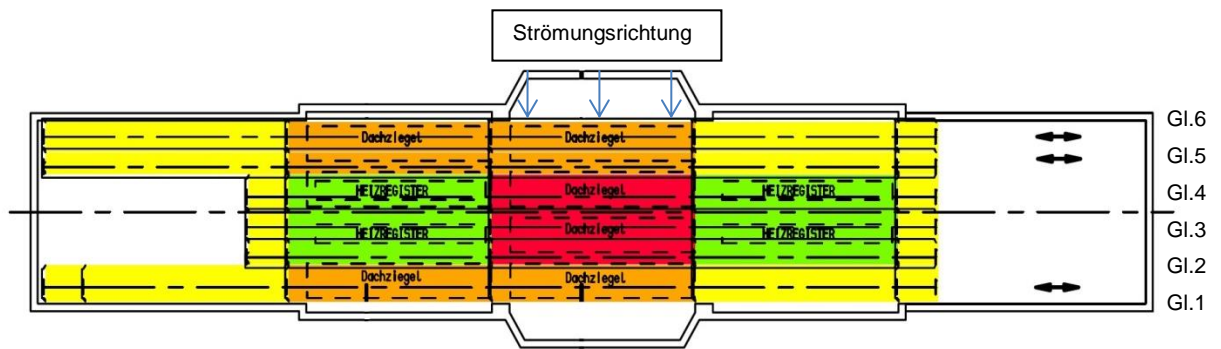 Strömungsrichtung
Dachziegel Dachziegel Gl.6
Gl.5
HEIZREGISTER Dachziegel HEIZREGISTER Gl.4
HEIZREGISTER Dachziegel HEIZREGISTER Gl.3
Dachziegel Dachziegel Gl.2
Gl.1